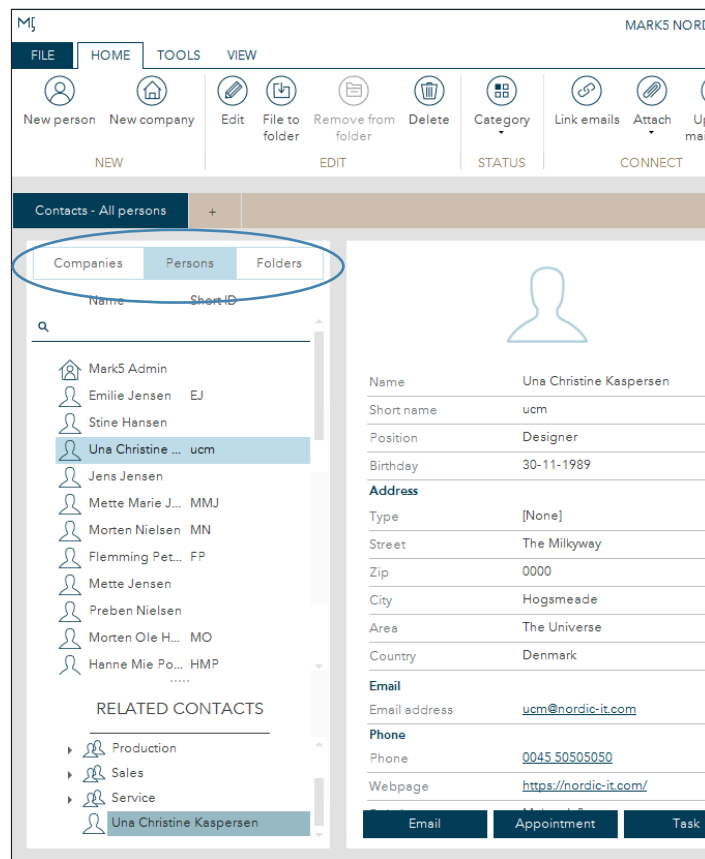 MARK5 NORD
FILE HOME TOOLS VIEW
New person New company Edit File to folder Remove from folder Delete Category Link emails Attach
NEW EDIT STATUS CONNECT
Contacts - All persons +
Companies Persons Folders
Name Short ID
Mark5 Admin
Emilie Jensen EJ
Stine Hansen
Una Christine ... ucm
Jens Jensen
Mette Marie J... MMJ
Morten Nielsen MN
Flemming Pet... FP
Mette Jensen
Preben Nielsen
Morten Ole H... MO
Hanne Mie Po... HMP
RELATED CONTACTS
Production
Sales
Service
Una Christine Kaspersen
Name Una Christine Kaspersen
Short name ucm
Position Designer
Birthday 30-11-1989
Address
Type [None]
Street The Milkyway
Zip 0000
City Hogsmeade
Area The Universe
Country Denmark
Email
Email address ucm@nordic-it.com
Phone
Phone 0045 50505050
Webpage https://nordic-it.com/
Email Appointment Task